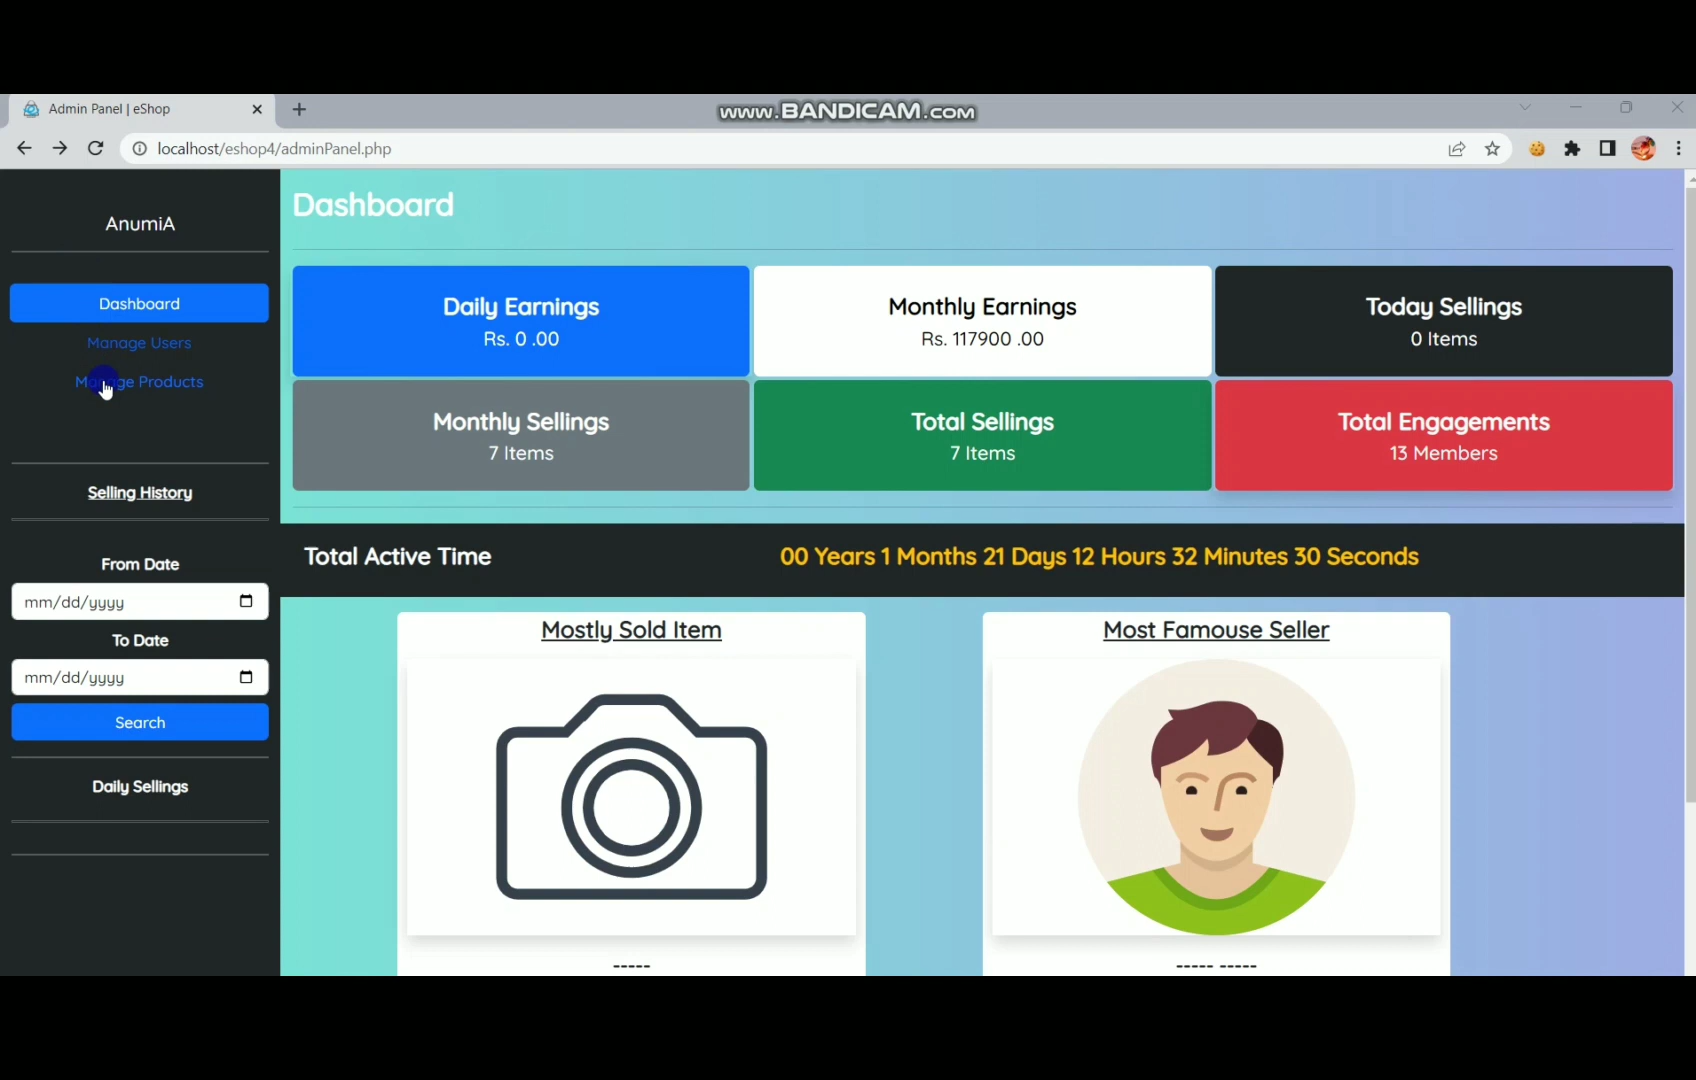 Admin Panel | eShop
www.BANDICAM.com
localhost/eshop4/adminPanel.php
AnumiA
Dashboard
Manage Users
Manage Products
Selling History
From Date
mm/dd/yyyy
To Date
mm/dd/yyyy
Search
Daily Sellings
Dashboard
Daily Earnings
Rs. 0 .00
Monthly Earnings
Rs. 117900 .00
Today Sellings
0 Items
Monthly Sellings
7 Items
Total Sellings
7 Items
Total Engagements
13 Members
Total Active Time
00 Years 1 Months 21 Days 12 Hours 32 Minutes 30 Seconds
Mostly Sold Item
-----
Most Famouse Seller
----- -----